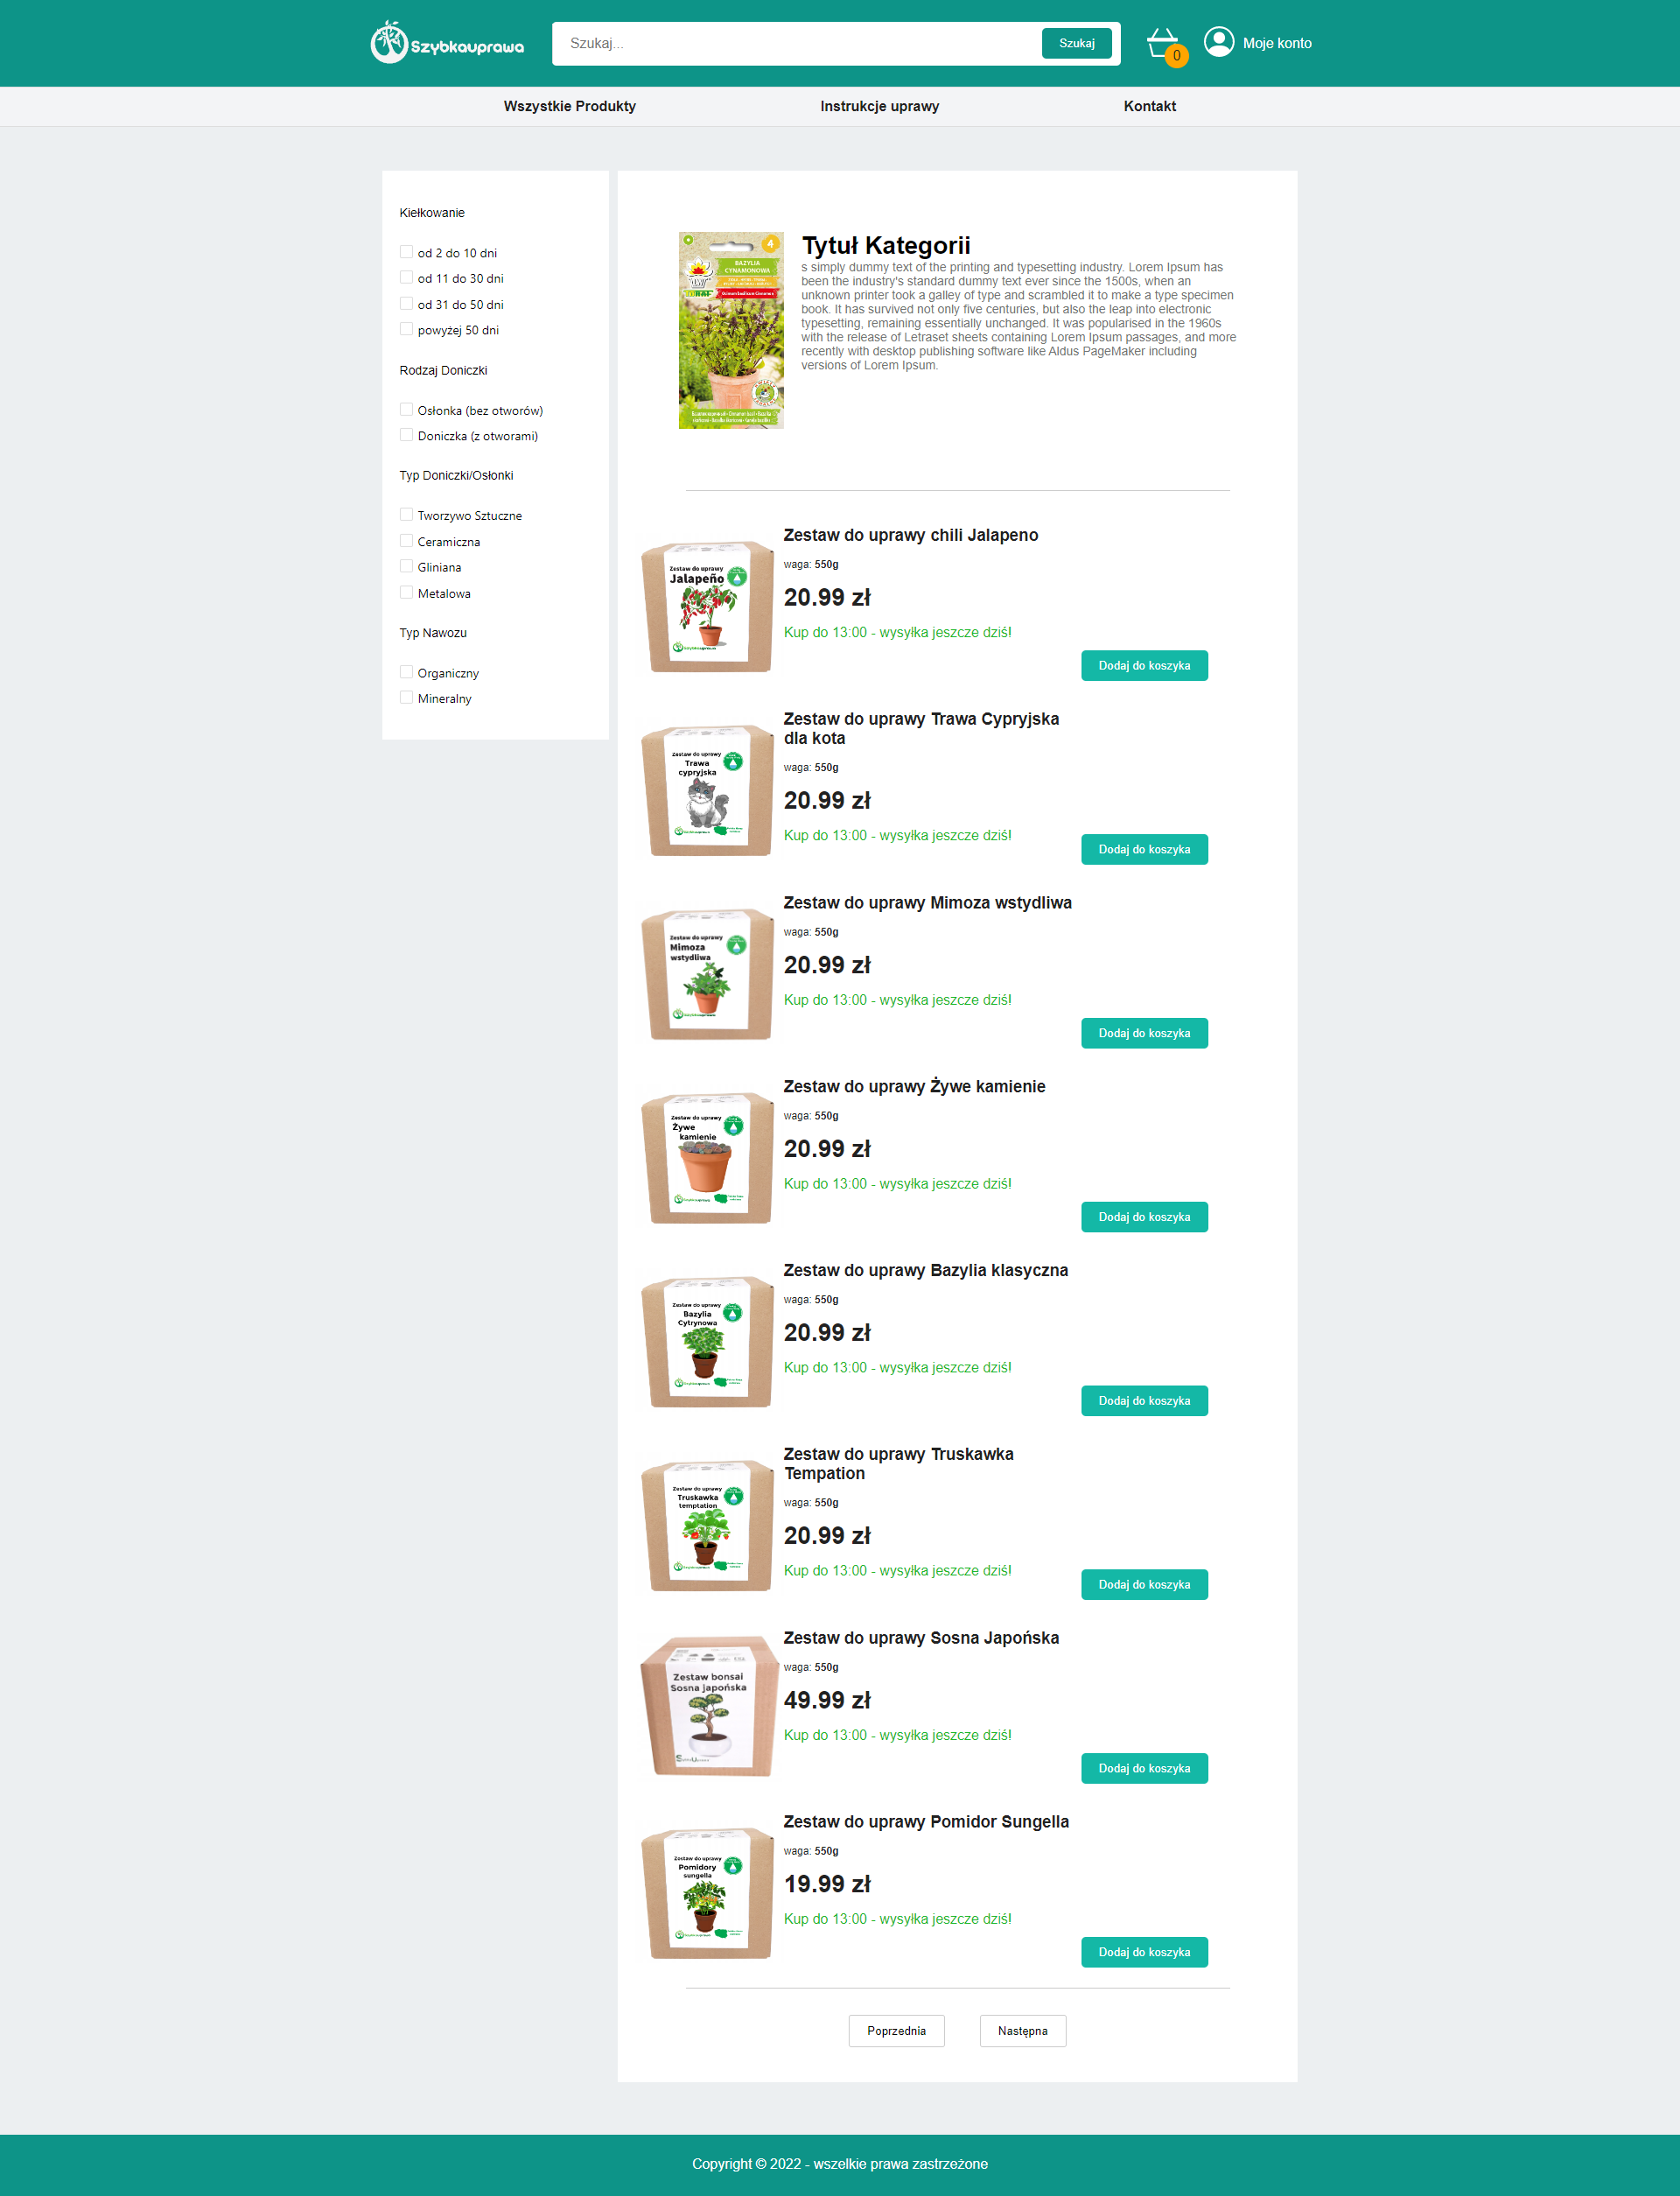 Szybkauprawa
Szukaj...
Szukaj
0
Moje konto
Wszystkie Produkty
Instrukcje uprawy
Kontakt
Kiełkowanie
od 2 do 10 dni
od 11 do 30 dni
od 31 do 50 dni
powyżej 50 dni
Rodzaj Doniczki
Osłonka (bez otworów)
Doniczka (z otworami)
Typ Doniczki/Osłonki
Tworzywo Sztuczne
Ceramiczna
Gliniana
Metalowa
Typ Nawozu
Organiczny
Mineralny
4
BAZYLIA
CYNAMONOWA
Tytuł Kategorii
s simply dummy text of the printing and typesetting industry. Lorem Ipsum has
been the industry's standard dummy text ever since the 1500s, when an
unknown printer took a galley of type and scrambled it to make a type specimen
book. It has survived not only five centuries, but also the leap into electronic
typesetting, remaining essentially unchanged. It was popularised in the 1960s
with the release of Letraset sheets containing Lorem Ipsum passages, and more
recently with desktop publishing software like Aldus PageMaker including
versions of Lorem Ipsum.
Zestaw do uprawy
Jalapeño
Szybkauprawa
Zestaw do uprawy chili Jalapeno
waga: 550g
20.99 zł
Kup do 13:00 - wysyłka jeszcze dziś!
Dodaj do koszyka
Zestaw do uprawy
Trawa
cypryjska
Zestaw do uprawy Trawa Cypryjska
dla kota
waga: 550g
20.99 zł
Kup do 13:00 - wysyłka jeszcze dziś!
Dodaj do koszyka
Zestaw do uprawy
Mimoza
wstydliwa
Zestaw do uprawy Mimoza wstydliwa
waga: 550g
20.99 zł
Kup do 13:00 - wysyłka jeszcze dziś!
Dodaj do koszyka
Zestaw do uprawy
Żywe
kamienie
Zestaw do uprawy Żywe kamienie
waga: 550g
20.99 zł
Kup do 13:00 - wysyłka jeszcze dziś!
Dodaj do koszyka
Zestaw do uprawy
Bazylia
Cytrynowa
Zestaw do uprawy Bazylia klasyczna
waga: 550g
20.99 zł
Kup do 13:00 - wysyłka jeszcze dziś!
Dodaj do koszyka
Zestaw do uprawy
Truskawka
temptation
Zestaw do uprawy Truskawka
Tempation
waga: 550g
20.99 zł
Kup do 13:00 - wysyłka jeszcze dziś!
Dodaj do koszyka
Zestaw bonsai
Sosna japońska
Zestaw do uprawy Sosna Japońska
waga: 550g
49.99 zł
Kup do 13:00 - wysyłka jeszcze dziś!
Dodaj do koszyka
Zestaw do uprawy
Pomidory
sungella
Zestaw do uprawy Pomidor Sungella
waga: 550g
19.99 zł
Kup do 13:00 - wysyłka jeszcze dziś!
Dodaj do koszyka
Poprzednia
Następna
Copyright © 2022 - wszelkie prawa zastrzeżone